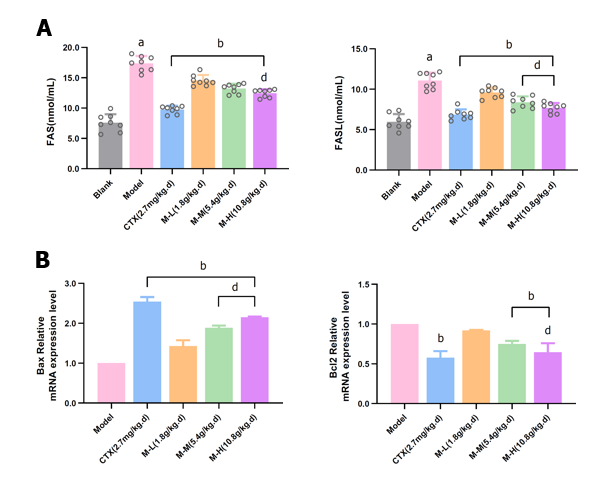 A
20.0
15.0
10.0
5.0
0.0
FAS(nmol/mL)
a
b
d
Blank
Model
CTX(2.7mg/kg.d)
M-L(1.8g/kg.d)
M-M(5.4g/kg.d)
M-H(10.8g/kg.d)
15.0
10.0
5.0
0.0
FASL(nmol/mL)
a
b
d
Blank
Model
CTX(2.7mg/kg.d)
M-L(1.8g/kg.d)
M-M(5.4g/kg.d)
M-H(10.8g/kg.d)
B
3.0
2.0
1.0
0.0
Bax Relative
mRNA expression level
b
d
Model
CTX(2.7mg/kg.d)
M-L(1.8g/kg.d)
M-M(5.4g/kg.d)
M-H(10.8g/kg.d)
1.5
1.0
0.5
0.0
Bcl2 Relative
mRNA expression level
b
b
d
Model
CTX(2.7mg/kg.d)
M-L(1.8g/kg.d)
M-M(5.4g/kg.d)
M-H(10.8g/kg.d)